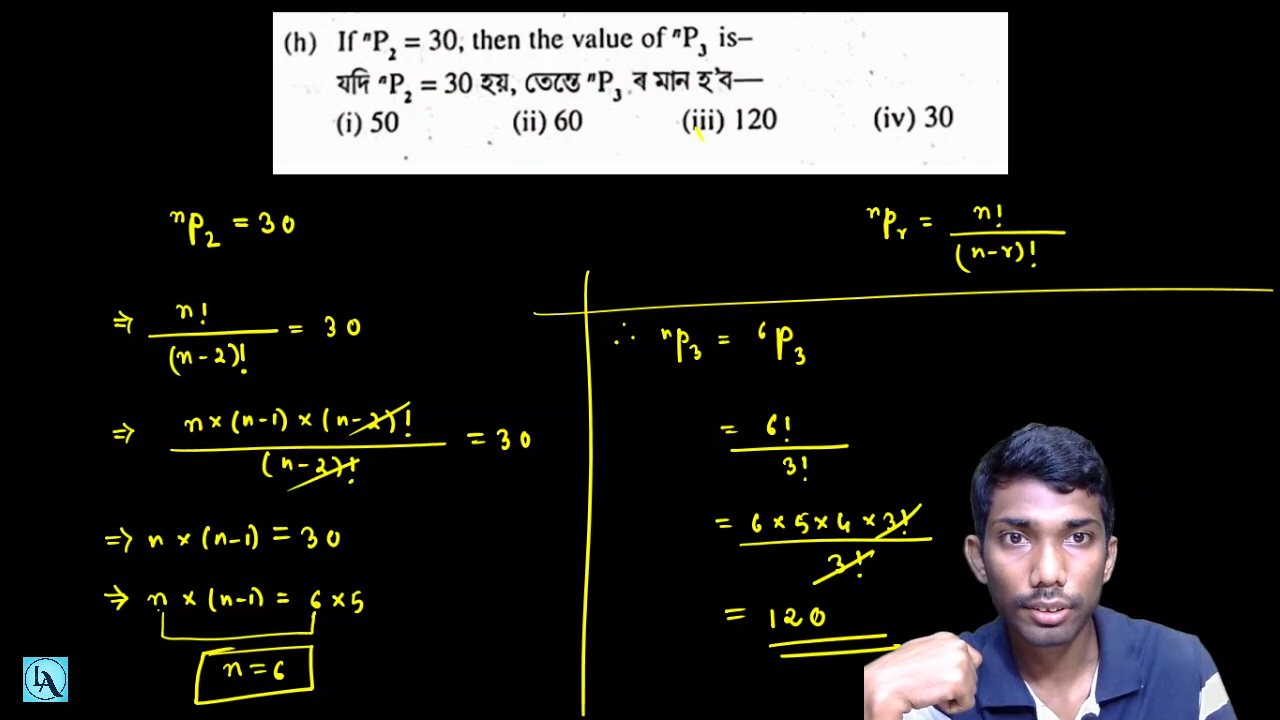 (h) If ⁿP₂ = 30, then the value of ⁿP₃ is–
যদি ⁿP₂ = 30 হয়, তেন্তে ⁿP₃ ৰ মান হ'ব—
(i) 50 (ii) 60 (iii) 120 (iv) 30
ⁿP₂ = 30
⇒ n!/(n-2)! = 30
⇒ n×(n-1)×(n-2)!/(n-2)! = 30
⇒ n×(n-1) = 30
⇒ n×(n-1) = 6×5
n=6
ⁿPᵣ = n!/(n-r)!
∴ ⁿP₃ = ⁶P₃
= 6!/3!
= 6×5×4×3!/3!
= 120
LA